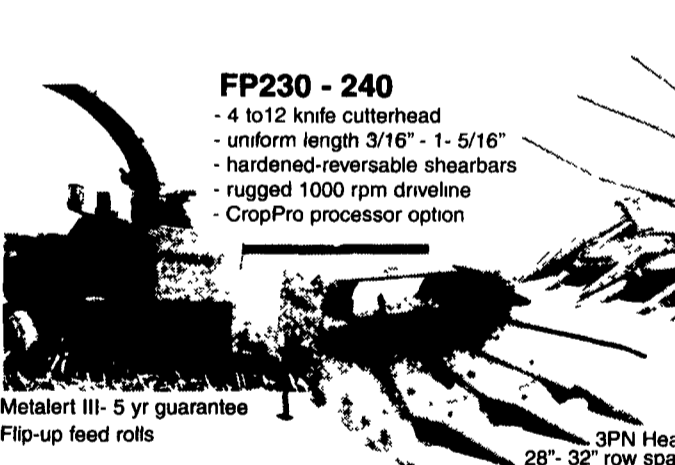 FP230 - 240
- 4 to12 knife cutterhead
- uniform length 3/16” - 1- 5/16”
- hardened-reversable shearbars
- rugged 1000 rpm driveline
- CropPro processor option
Metalert III- 5 yr guarantee
Flip-up feed rolls
3PN Hea
28”- 32” row spa